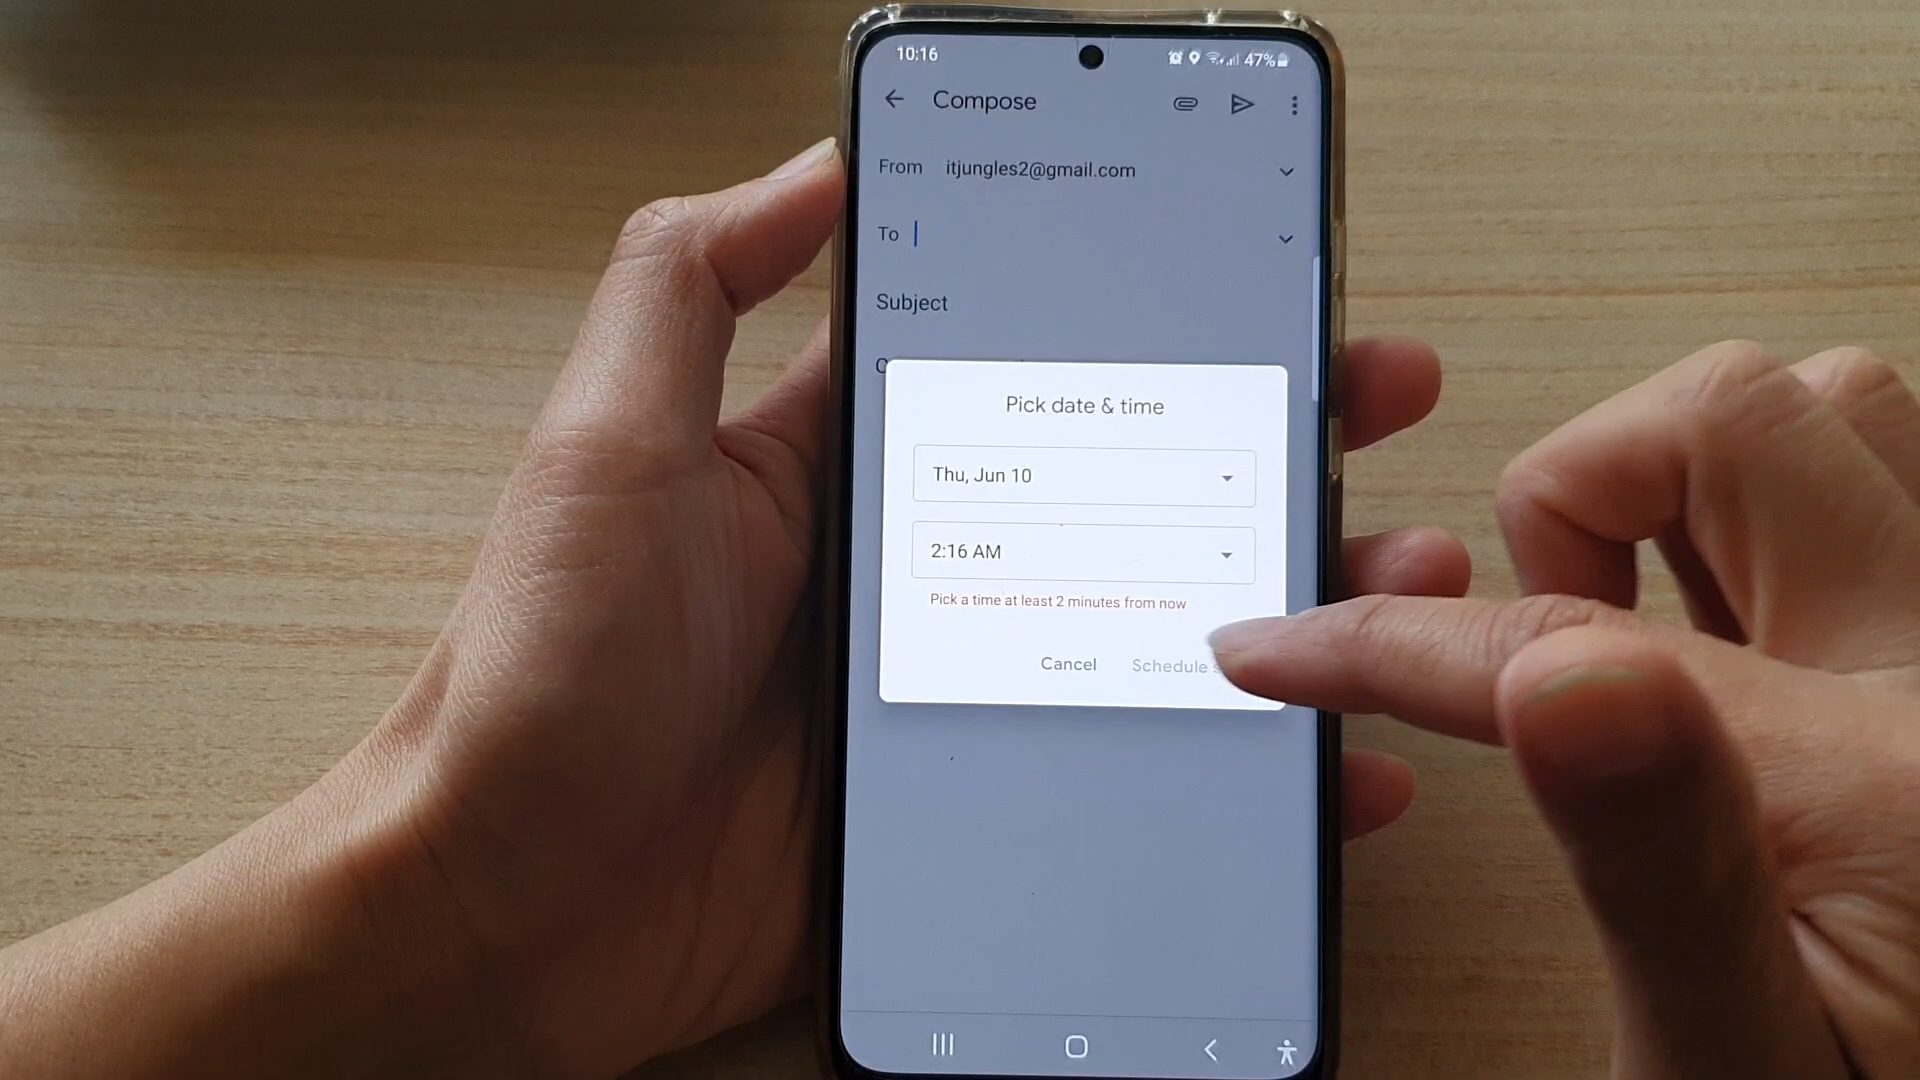 10:16 47%
Compose
From itjungles2@gmail.com
To
Subject
Pick date & time
Thu, Jun 10
2:16 AM
Pick a time at least 2 minutes from now
Cancel Schedule